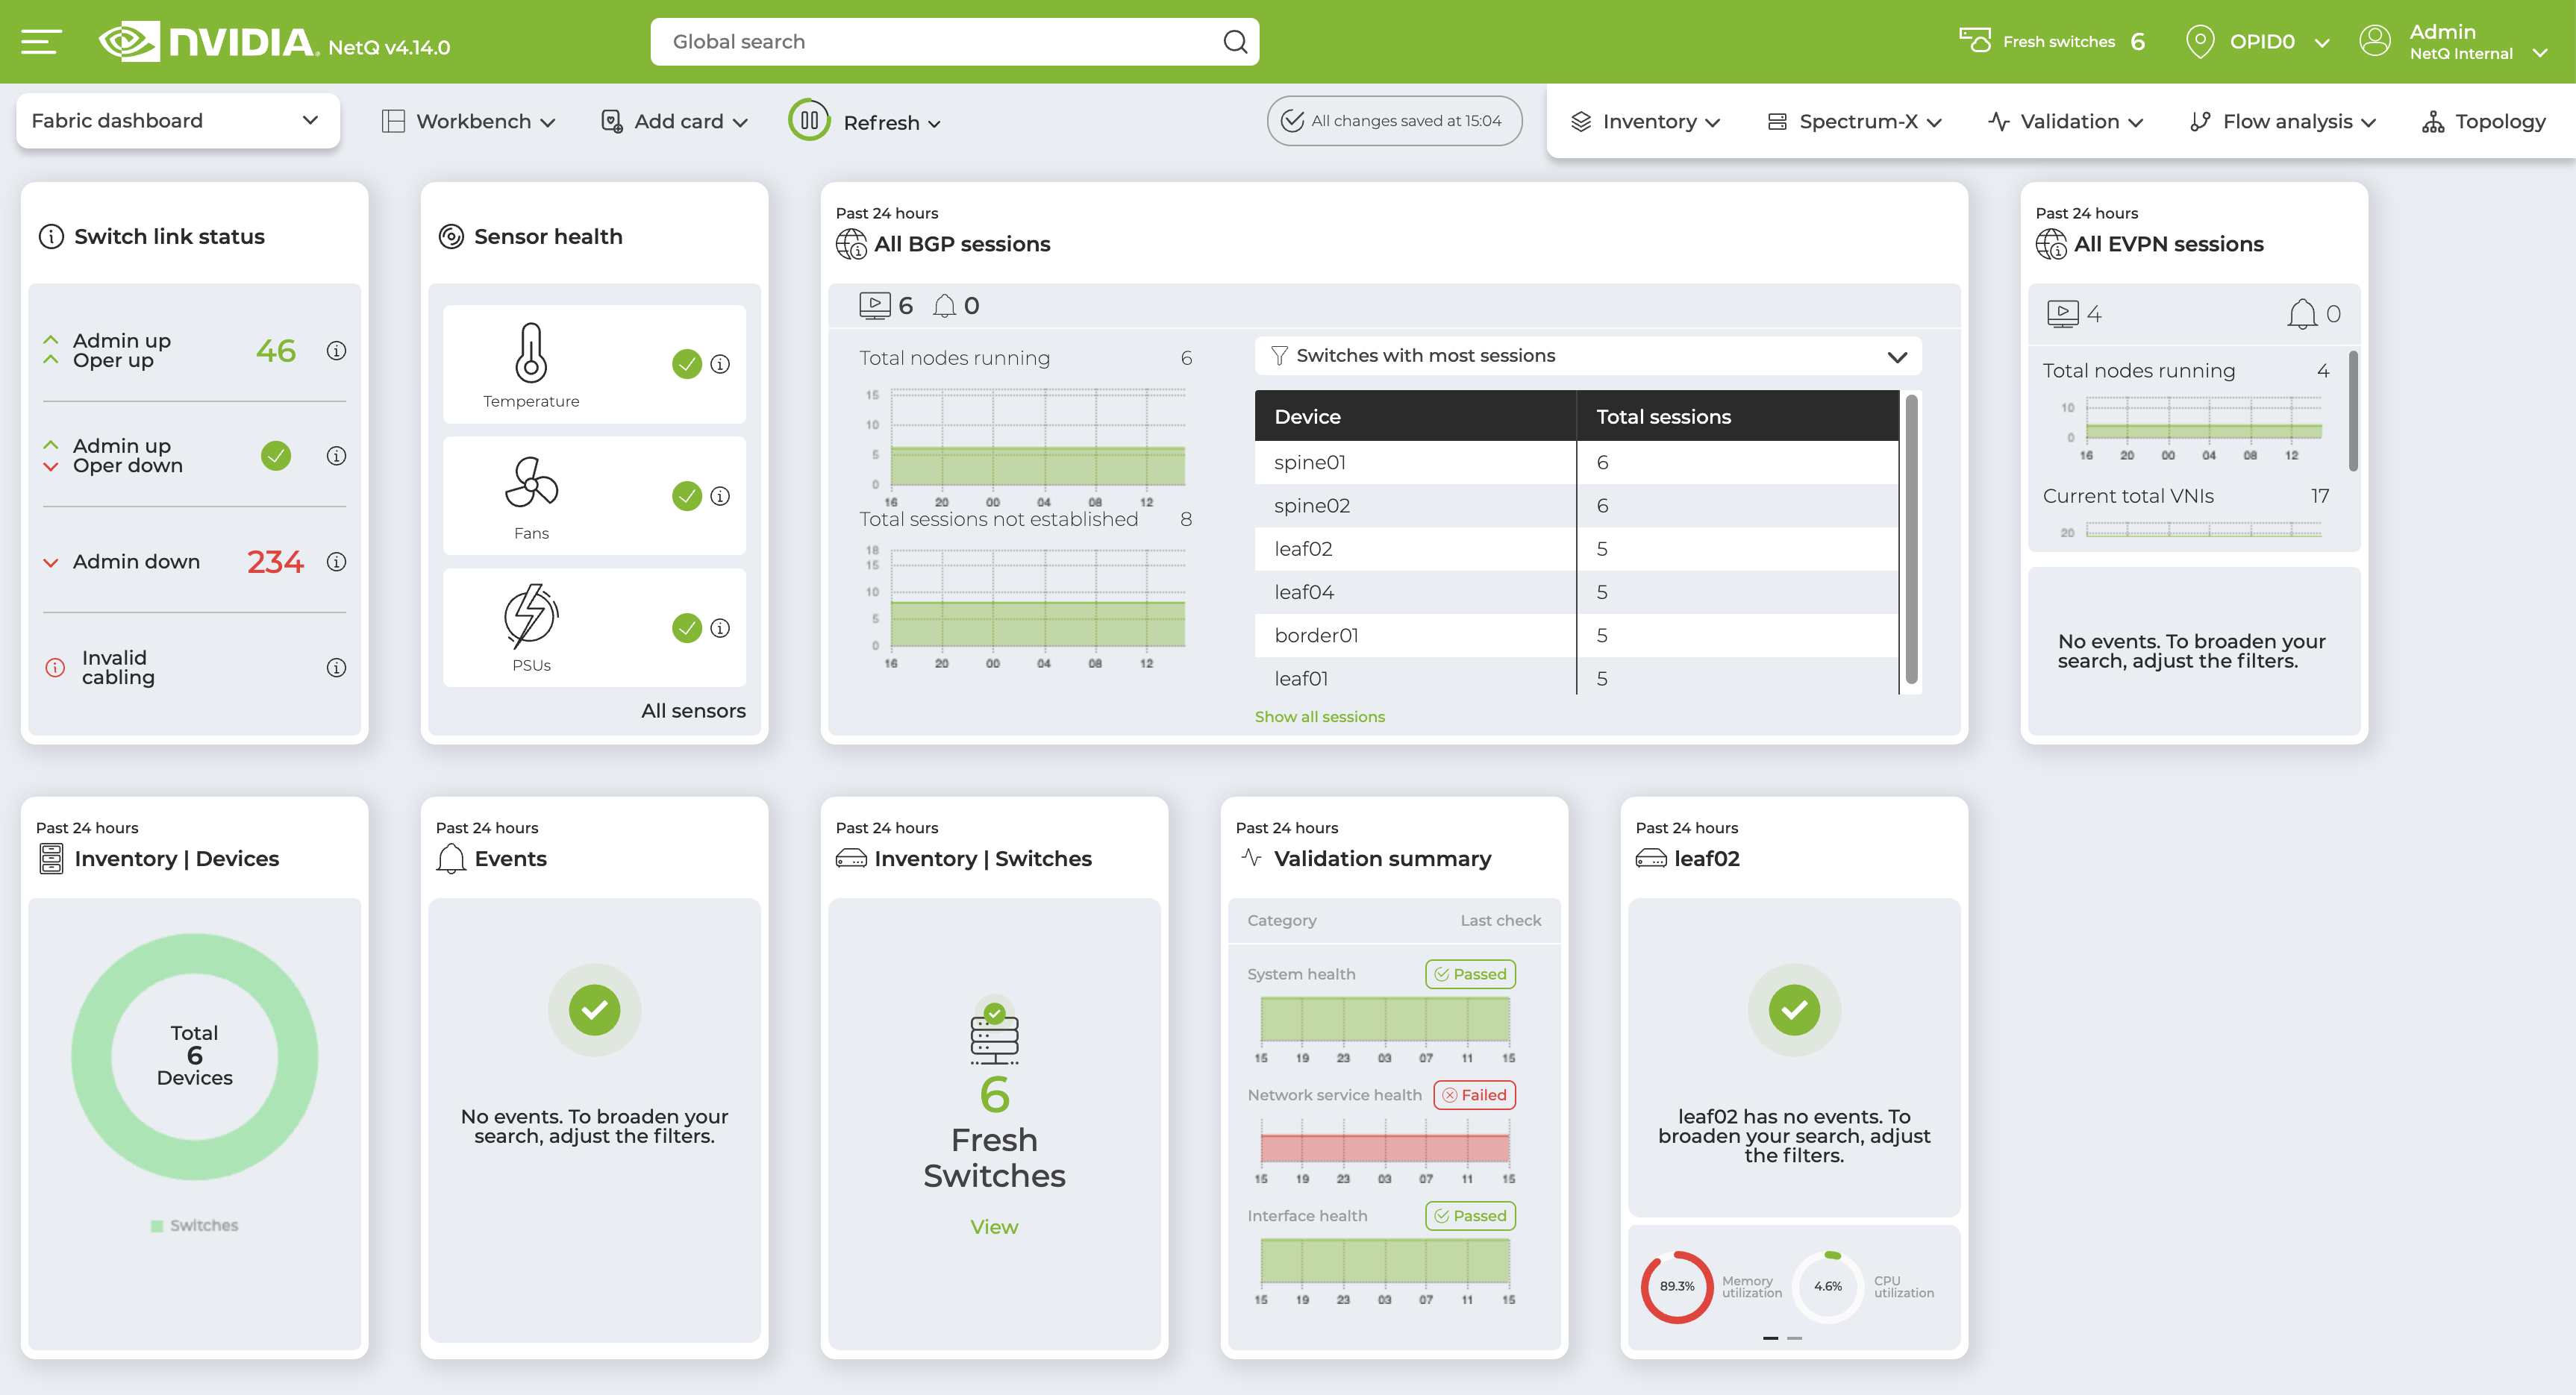 NVIDIA. NetQ v4.14.0
Global search
Fresh switches 6
OPID0
Admin
NetQ Internal
Fabric dashboard
Workbench
Add card
Refresh
All changes saved at 15:04
Inventory
Spectrum-X
Validation
Flow analysis
Topology
Switch link status
Admin up
Oper up
46
Admin up
Oper down
Admin down
234
Invalid
cabling
Sensor health
Temperature
Fans
PSUs
All sensors
Past 24 hours
All BGP sessions
6 0
Total nodes running 6
15
10
5
0
16 20 00 04 08 12
Total sessions not established 8
18
15
10
5
0
16 20 00 04 08 12
Switches with most sessions
Device Total sessions
spine01 6
spine02 6
leaf02 5
leaf04 5
border01 5
leaf01 5
Show all sessions
Past 24 hours
All EVPN sessions
4 0
Total nodes running 4
10
0
16 20 00 04 08 12
Current total VNIs 17
20
No events. To broaden your
search, adjust the filters.
Past 24 hours
Inventory | Devices
Total
6
Devices
Switches
Past 24 hours
Events
No events. To broaden your
search, adjust the filters.
Past 24 hours
Inventory | Switches
6
Fresh
Switches
View
Past 24 hours
Validation summary
Category Last check
System health Passed
15 19 23 03 07 11 15
Network service health Failed
15 19 23 03 07 11 15
Interface health Passed
15 19 23 03 07 11 15
Past 24 hours
leaf02
leaf02 has no events. To
broaden your search, adjust
the filters.
89.3%
Memory
utilization
4.6%
CPU
utilization